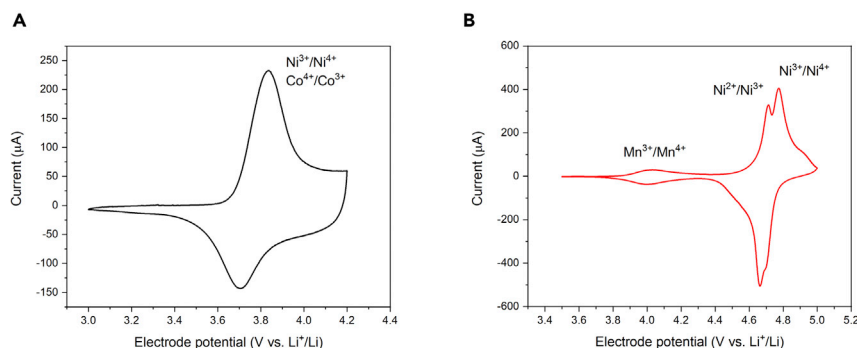 A
Ni³⁺/Ni⁴⁺
Co⁴⁺/Co³⁺
250
200
150
100
50
0
-50
-100
-150
Current (μA)
3.0 3.2 3.4 3.6 3.8 4.0 4.2 4.4
Electrode potential (V vs. Li⁺/Li)
B
Ni³⁺/Ni⁴⁺
Ni²⁺/Ni³⁺
Mn³⁺/Mn⁴⁺
600
400
200
0
-200
-400
-600
Current (μA)
3.4 3.6 3.8 4.0 4.2 4.4 4.6 4.8 5.0 5.2
Electrode potential (V vs. Li⁺/Li)